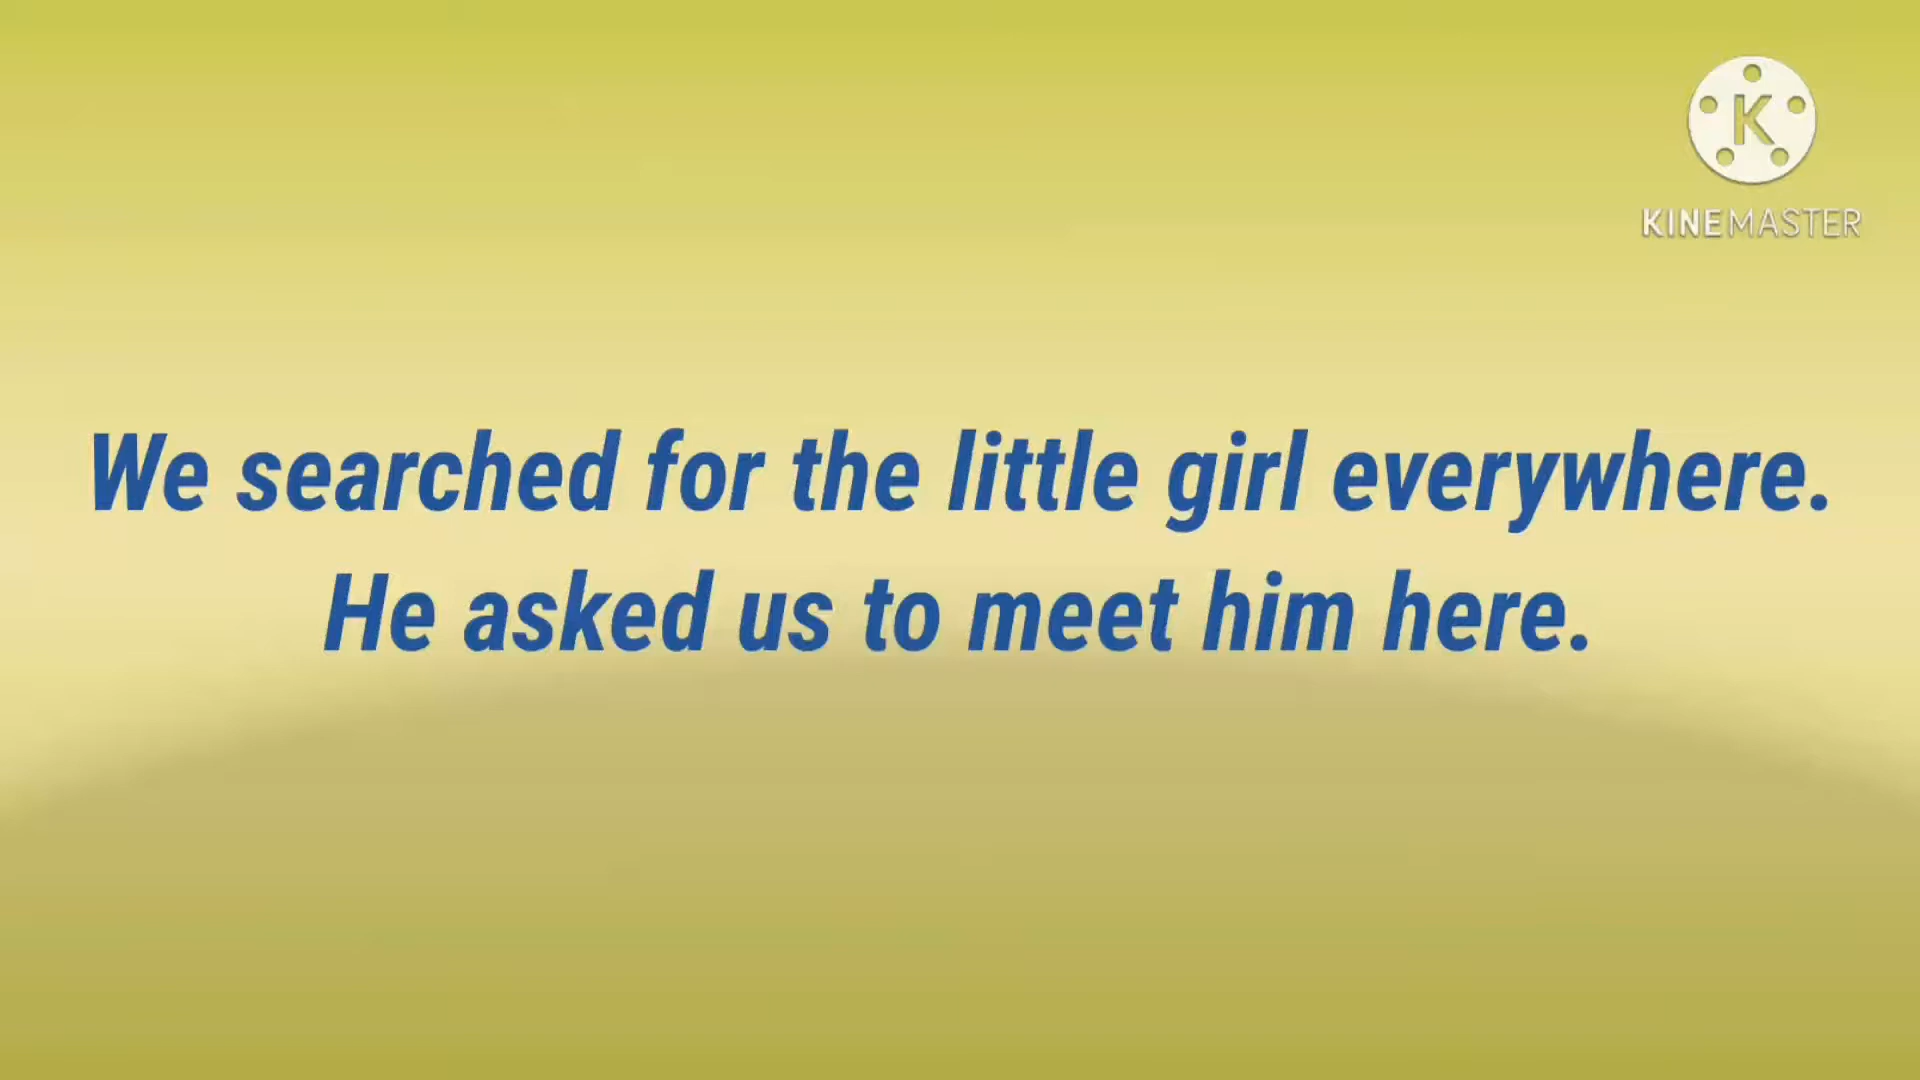 K
KINEMASTER
We searched for the little girl everywhere.
He asked us to meet him here.